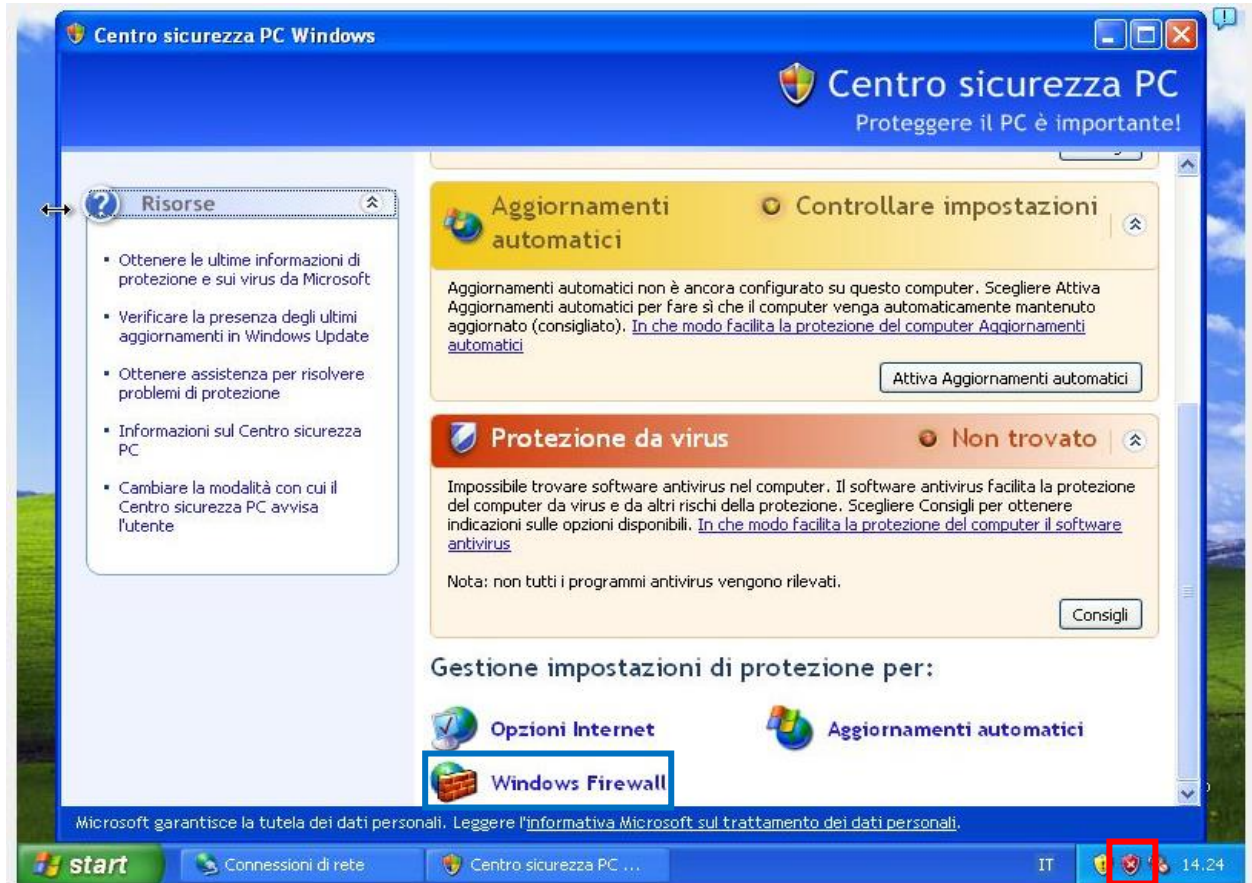 Centro sicurezza PC Windows
Centro sicurezza PC
Proteggere il PC è importante!
Risorse
Ottenere le ultime informazioni di
protezione e sui virus da Microsoft
Verificare la presenza degli ultimi
aggiornamenti in Windows Update
Ottenere assistenza per risolvere
problemi di protezione
Informazioni sul Centro sicurezza
PC
Cambiare la modalità con cui il
Centro sicurezza PC avvisa
l'utente
Aggiornamenti
automatici
Controllare impostazioni
Aggiornamenti automatici non è ancora configurato su questo computer. Scegliere Attiva
Aggiornamenti automatici per fare sì che il computer venga automaticamente mantenuto
aggiornato (consigliato). In che modo facilita la protezione del computer Aggiornamenti
automatici
Attiva Aggiornamenti automatici
Protezione da virus
Non trovato
Impossibile trovare software antivirus nel computer. Il software antivirus facilita la protezione
del computer da virus e da altri rischi della protezione. Scegliere Consigli per ottenere
indicazioni sulle opzioni disponibili. In che modo facilita la protezione del computer il software
antivirus
Nota: non tutti i programmi antivirus vengono rilevati.
Consigli
Gestione impostazioni di protezione per:
Opzioni Internet
Aggiornamenti automatici
Windows Firewall
Microsoft garantisce la tutela dei dati personali. Leggere l'informativa Microsoft sul trattamento dei dati personali.
start
Connessioni di rete
Centro sicurezza PC ...
IT
14.24